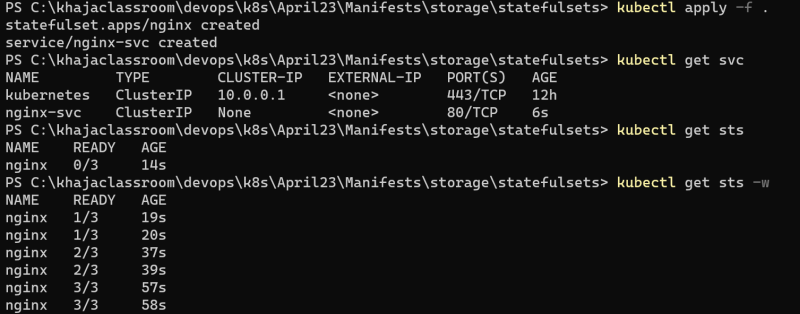 PS C:\khajaclassroom\devops\k8s\April23\Manifests\storage\statefulsets> kubectl apply -f .
statefulset.apps/nginx created
service/nginx-svc created
PS C:\khajaclassroom\devops\k8s\April23\Manifests\storage\statefulsets> kubectl get svc
NAME         TYPE        CLUSTER-IP   EXTERNAL-IP   PORT(S)   AGE
kubernetes   ClusterIP   10.0.0.1     <none>        443/TCP   12h
nginx-svc    ClusterIP   None         <none>        80/TCP    6s
PS C:\khajaclassroom\devops\k8s\April23\Manifests\storage\statefulsets> kubectl get sts
NAME    READY   AGE
nginx   0/3     14s
PS C:\khajaclassroom\devops\k8s\April23\Manifests\storage\statefulsets> kubectl get sts -w
NAME    READY   AGE
nginx   1/3     19s
nginx   1/3     20s
nginx   2/3     37s
nginx   2/3     39s
nginx   3/3     57s
nginx   3/3     58s